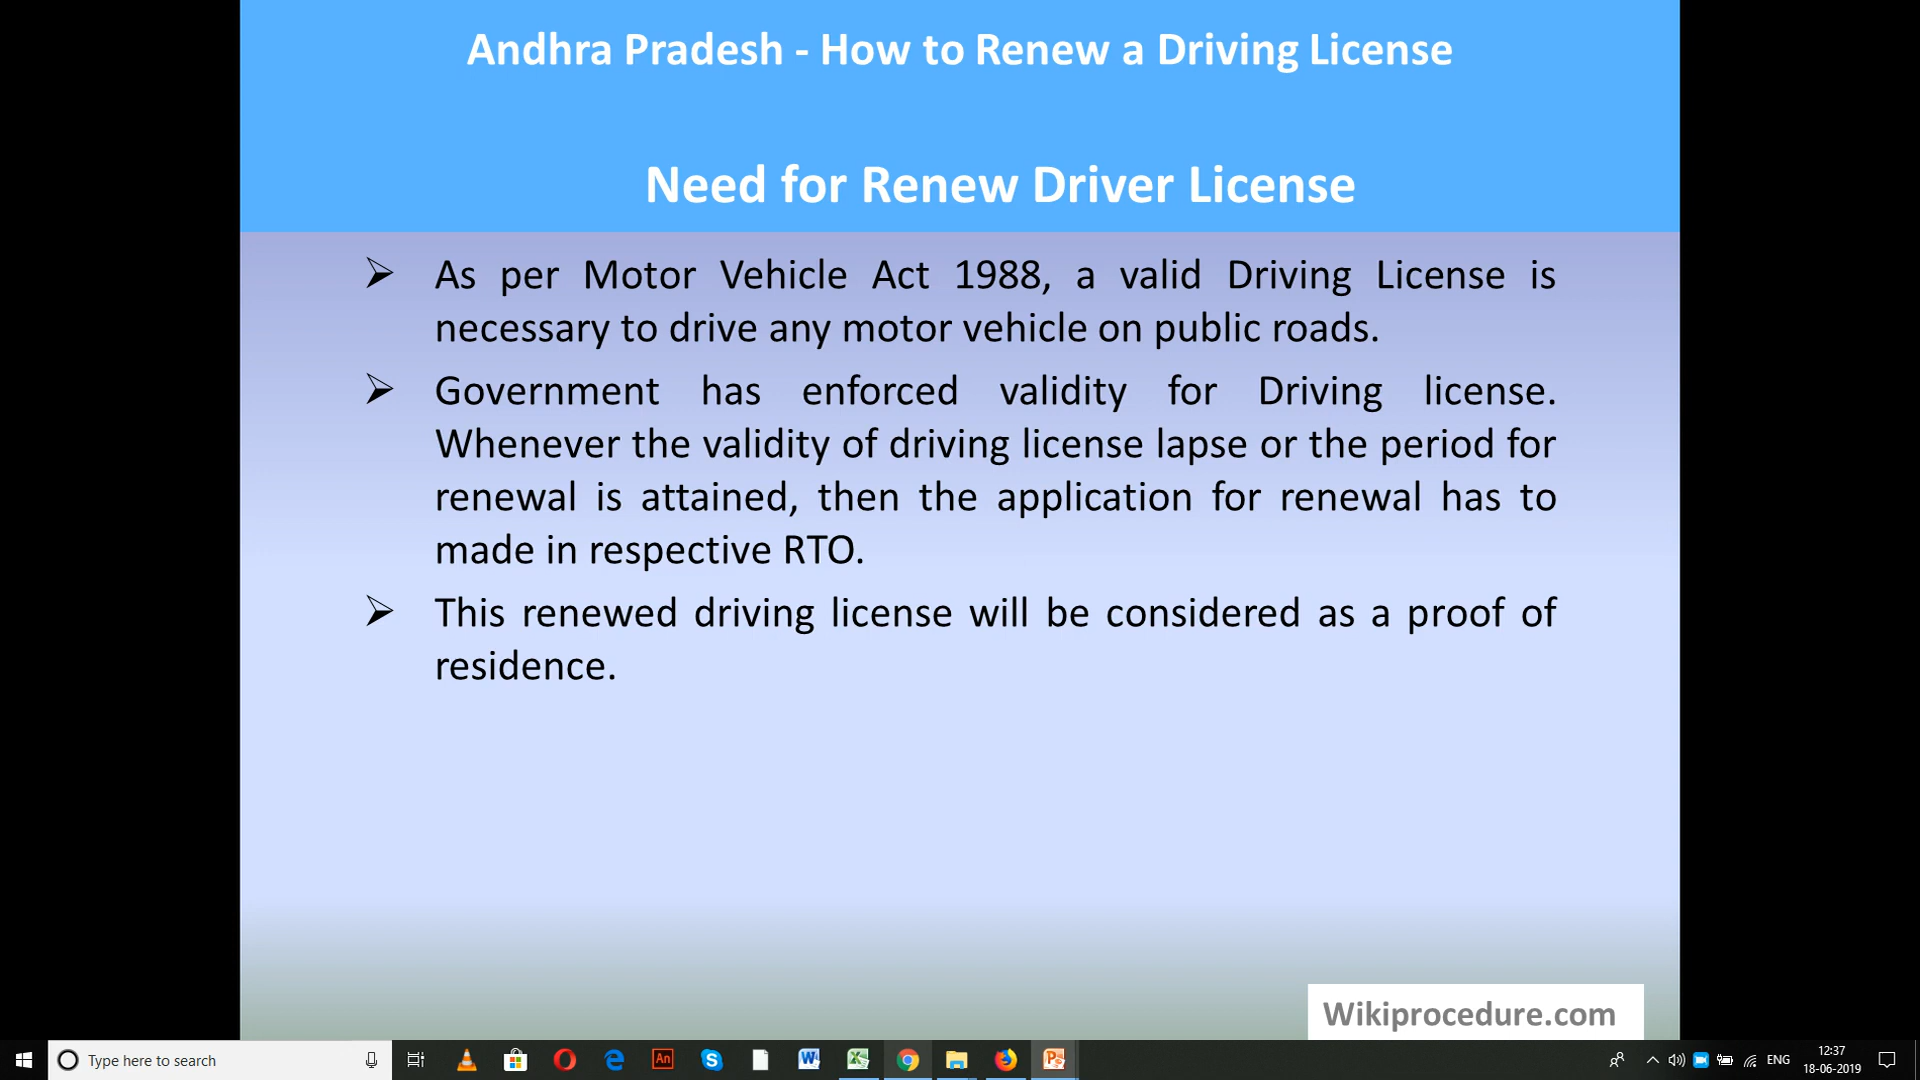 Andhra Pradesh - How to Renew a Driving License
Need for Renew Driver License
➢ As per Motor Vehicle Act 1988, a valid Driving License is
necessary to drive any motor vehicle on public roads.
➢ Government has enforced validity for Driving license.
Whenever the validity of driving license lapse or the period for
renewal is attained, then the application for renewal has to
made in respective RTO.
➢ This renewed driving license will be considered as a proof of
residence.
Wikiprocedure.com
Type here to search
An
ENG
12:37
18-06-2019